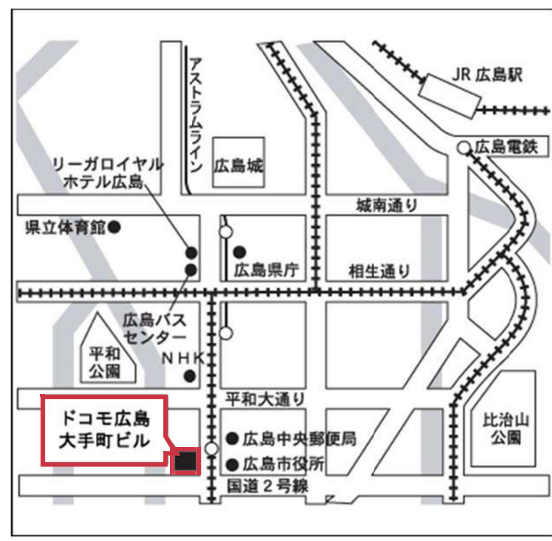 JR 広島駅
アストラムライン
広島電鉄
リーガロイヤル
ホテル広島
広島城
城南通り
県立体育館
広島県庁
相生通り
広島バス
センター
平和
公園
NHK
平和大通り
比治山
公園
ドコモ広島
大手町ビル
広島中央郵便局
広島市役所
国道2号線